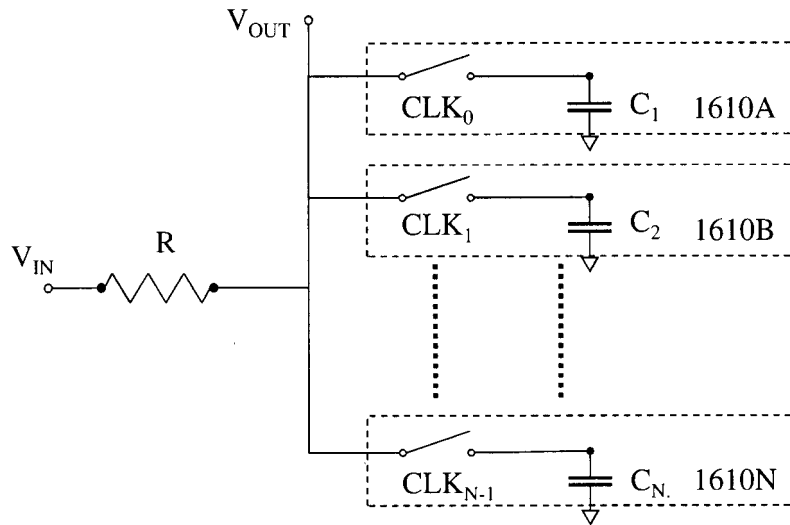 V_OUT
CLK_0 C_1 1610A
CLK_1 C_2 1610B
R
V_IN
CLK_N-1 C_N. 1610N